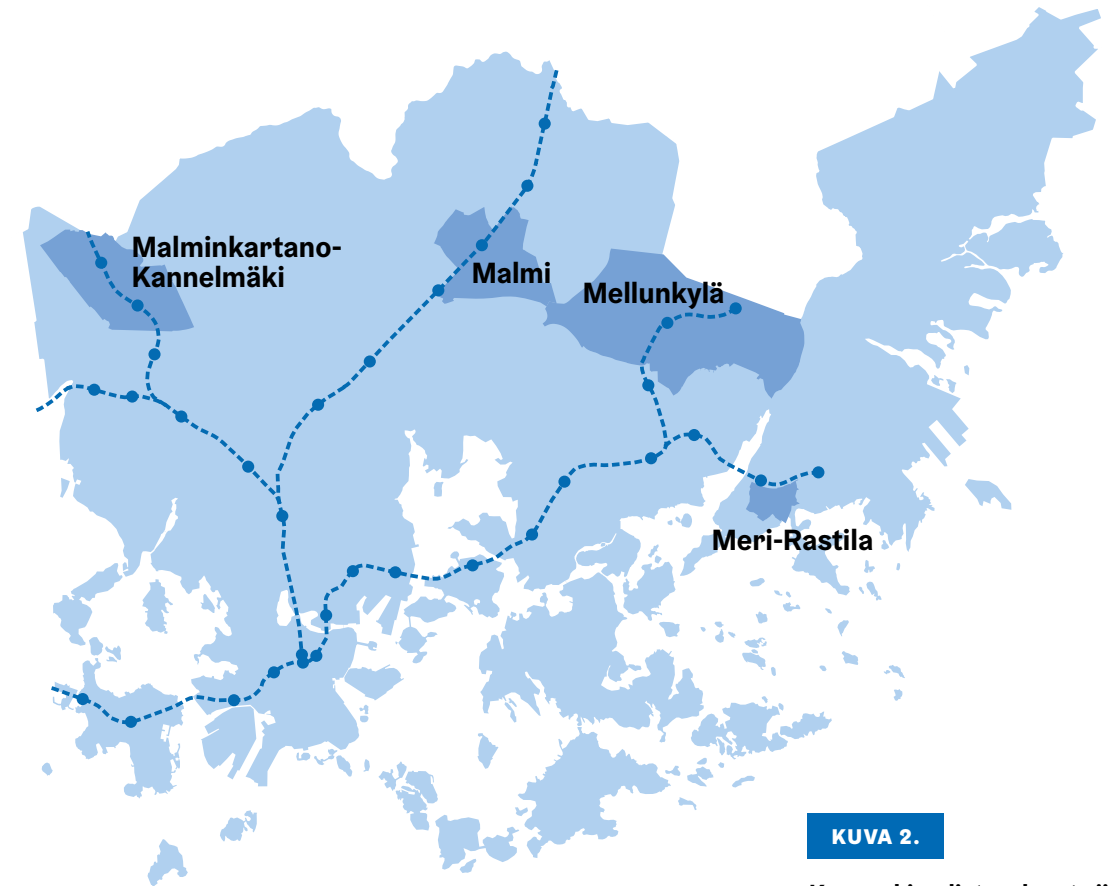 Malminkartano-
Kannelmäki
Malmi
Mellunkylä
Meri-Rastila
KUVA 2.